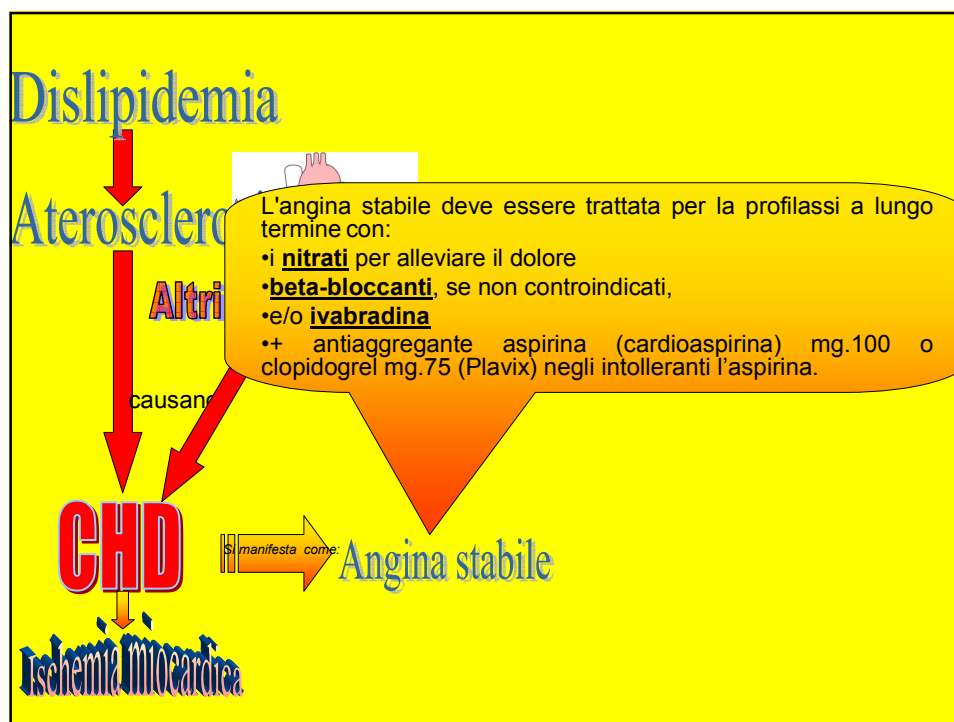 Dislipidemia
L'angina stabile deve essere trattata per la profilassi a lungo
termine con:
•i nitrati per alleviare il dolore
•beta-bloccanti, se non controindicati,
•e/o ivabradina
•+ antiaggregante aspirina (cardioaspirina) mg.100 o
clopidogrel mg.75 (Plavix) negli intolleranti l’aspirina.
Altri
CHD
Si manifesta come:
Angina stabile
Ischemia miocardica